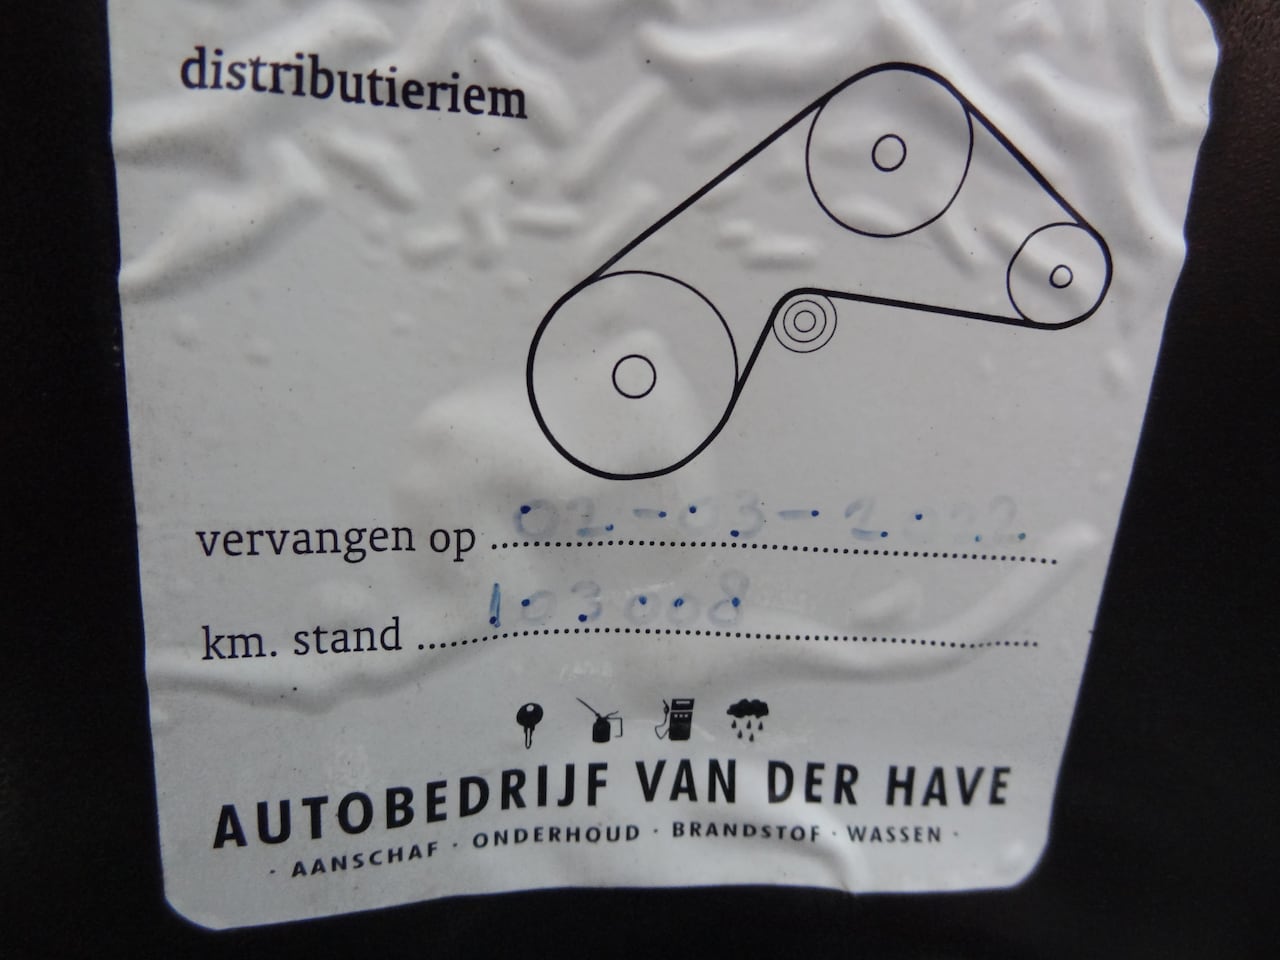 distributieriem
vervangen op 02-03-2022
km. stand 103008
AUTOBEDRIJF VAN DER HAVE
· AANSCHAF · ONDERHOUD · BRANDSTOF · WASSEN ·